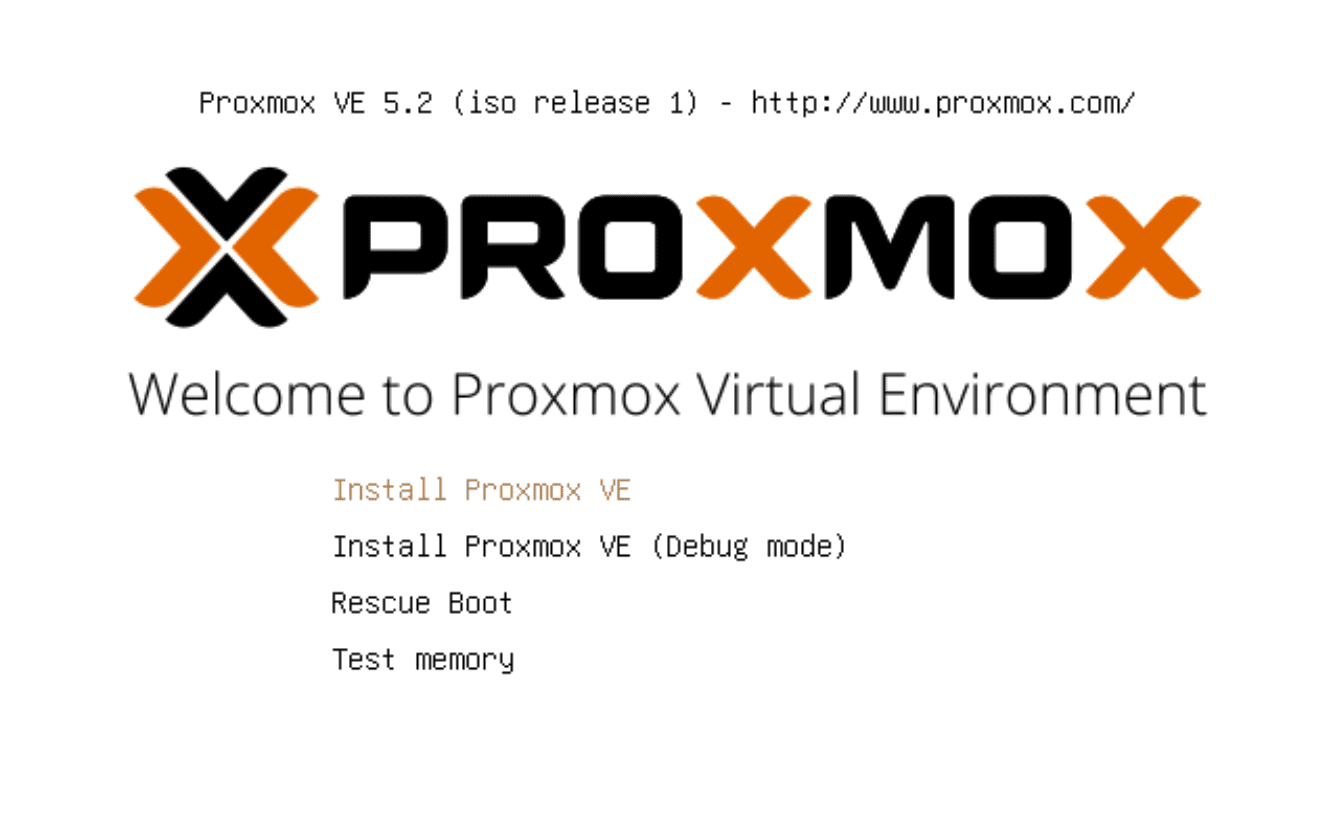 Proxmox VE 5.2 (iso release 1) - http://www.proxmox.com/
PROXMOX
Welcome to Proxmox Virtual Environment
Install Proxmox VE
Install Proxmox VE (Debug mode)
Rescue Boot
Test memory